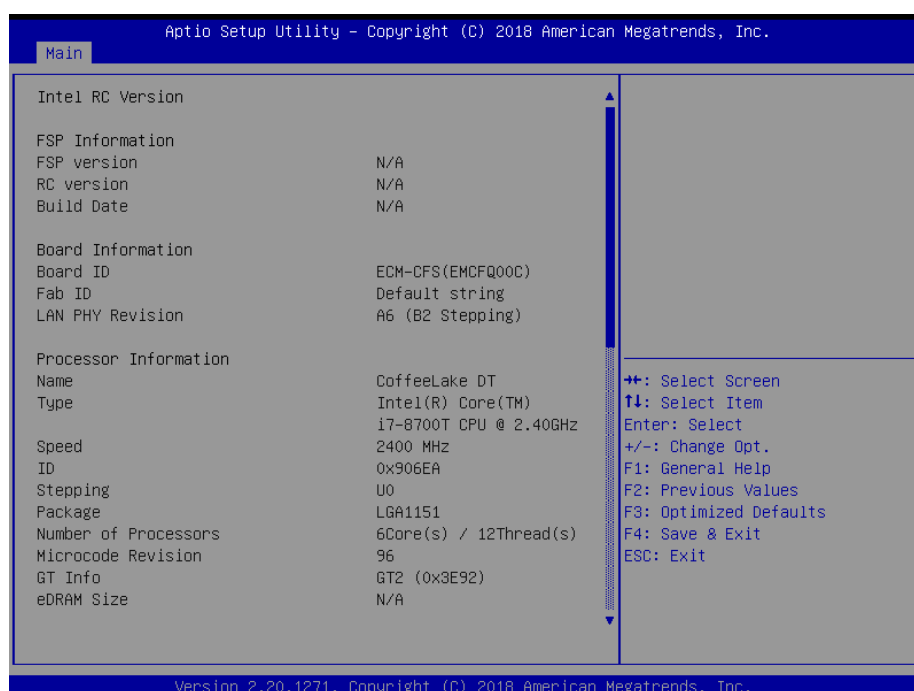 Aptio Setup Utility – Copyright (C) 2018 American Megatrends, Inc.
Main
Intel RC Version
FSP Information
FSP version N/A
RC version N/A
Build Date N/A
Board Information
Board ID ECM-CFS(EMCFQ00C)
Fab ID Default string
LAN PHY Revision A6 (B2 Stepping)
Processor Information
Name CoffeeLake DT
Type Intel(R) Core(TM)
i7-8700T CPU @ 2.40GHz
Speed 2400 MHz
ID 0x906EA
Stepping U0
Package LGA1151
Number of Processors 6Core(s) / 12Thread(s)
Microcode Revision 96
GT Info GT2 (0x3E92)
eDRAM Size N/A
→←: Select Screen
↑↓: Select Item
Enter: Select
+/-: Change Opt.
F1: General Help
F2: Previous Values
F3: Optimized Defaults
F4: Save & Exit
ESC: Exit
Version 2.20.1271. Copyright (C) 2018 American Megatrends, Inc.